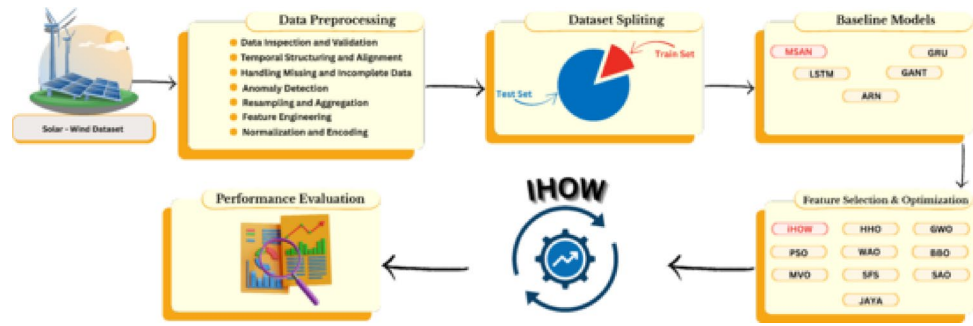 Data Preprocessing
Data Inspection and Validation
Temporal Structuring and Alignment
Handling Missing and Incomplete Data
Anomaly Detection
Resampling and Aggregation
Feature Engineering
Normalization and Encoding
Solar - Wind Dataset
Dataset Spliting
Train Set
Test Set
Baseline Models
MSAN
GRU
LSTM
GANT
ARN
Feature Selection & Optimization
iHOW
HHO
GWO
PSO
WAO
BBO
MVO
SFS
SAO
JAYA
IHOW
Performance Evaluation